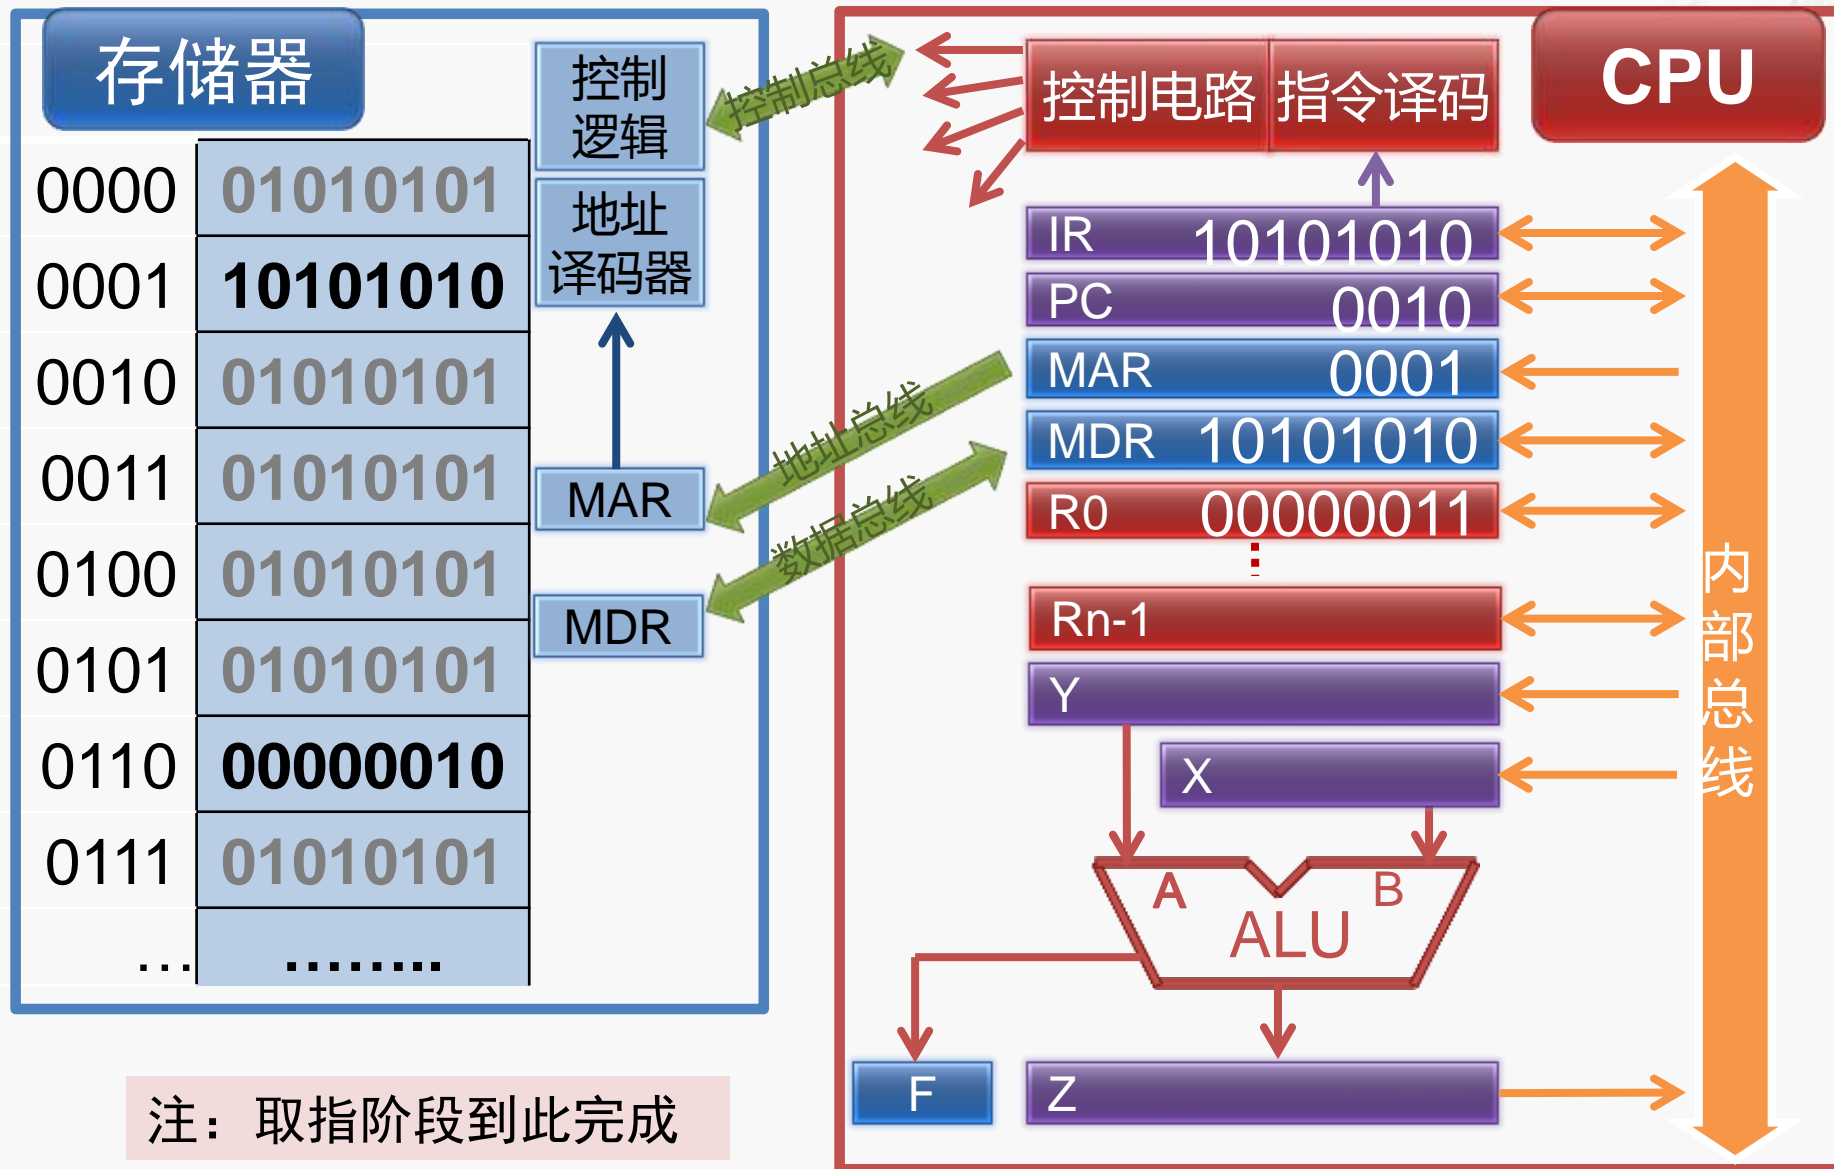 存储器
0000 01010101
0001 10101010
0010 01010101
0011 01010101
0100 01010101
0101 01010101
0110 00000010
0111 01010101
… ........
控制
逻辑
地址
译码器
MAR
MDR
控制总线
地址总线
数据总线
CPU
控制电路 指令译码
IR 10101010
PC 0010
MAR 0001
MDR 10101010
R0 00000011
Rn-1
Y
X
A B
ALU
F
Z
内
部
总
线
注：取指阶段到此完成